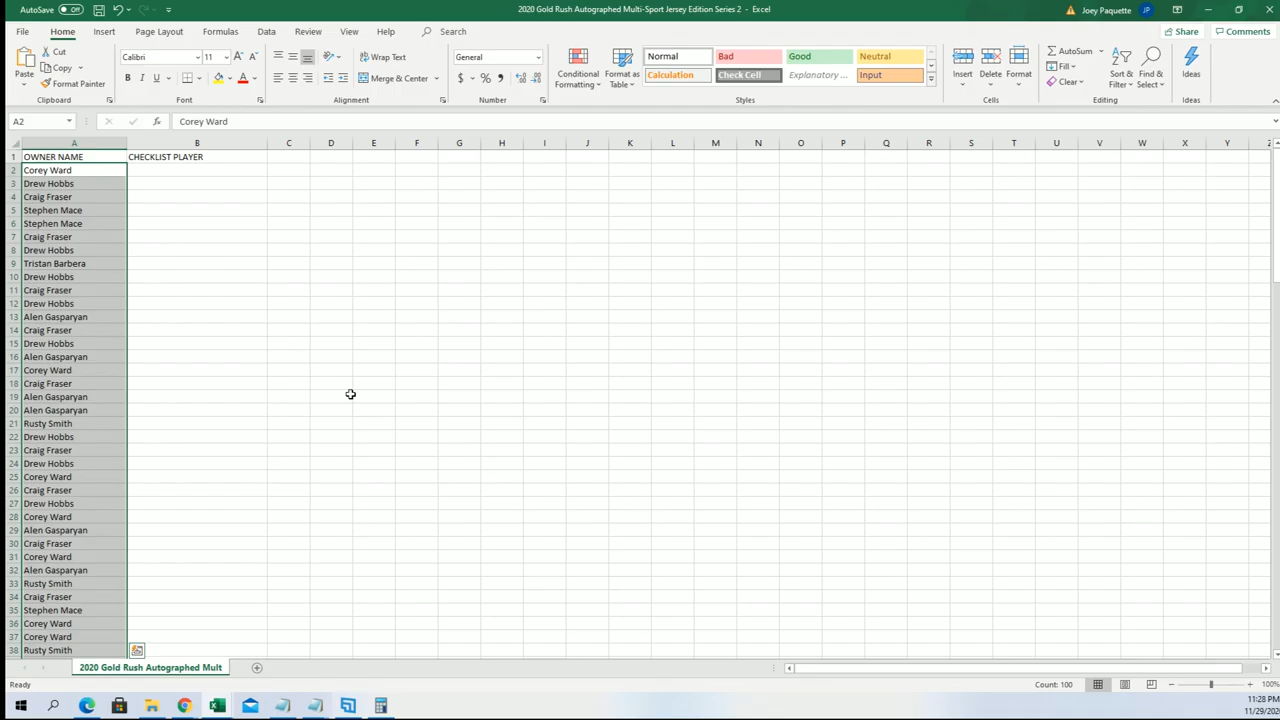 AutoSave Off
2020 Gold Rush Autographed Multi-Sport Jersey Edition Series 2 - Excel
Joey Paquette JP
File Home Insert Page Layout Formulas Data Review View Help Search
Share Comments
Paste Cut Copy Format Painter
Calibri 11 B I U A
Wrap Text Merge & Center
General $ %
Conditional Formatting Format as Table
Normal Bad Good Neutral
Calculation Check Cell Explanatory ... Input
Insert Delete Format
AutoSum Fill Clear
Sort & Filter Find & Select Ideas
Clipboard Font Alignment Number Styles Cells Editing Ideas
A2 fx Corey Ward
A B C D E F G H I J K L M N O P Q R S T U V W X Y Z
1 OWNER NAME CHECKLIST PLAYER
2 Corey Ward
3 Drew Hobbs
4 Craig Fraser
5 Stephen Mace
6 Stephen Mace
7 Craig Fraser
8 Drew Hobbs
9 Tristan Barbera
10 Drew Hobbs
11 Craig Fraser
12 Drew Hobbs
13 Alen Gasparyan
14 Craig Fraser
15 Drew Hobbs
16 Alen Gasparyan
17 Corey Ward
18 Craig Fraser
19 Alen Gasparyan
20 Alen Gasparyan
21 Rusty Smith
22 Drew Hobbs
23 Craig Fraser
24 Drew Hobbs
25 Corey Ward
26 Craig Fraser
27 Drew Hobbs
28 Corey Ward
29 Alen Gasparyan
30 Craig Fraser
31 Corey Ward
32 Alen Gasparyan
33 Rusty Smith
34 Craig Fraser
35 Stephen Mace
36 Corey Ward
37 Corey Ward
38 Rusty Smith
2020 Gold Rush Autographed Mult
Ready
Count: 100
100%
11:28 PM